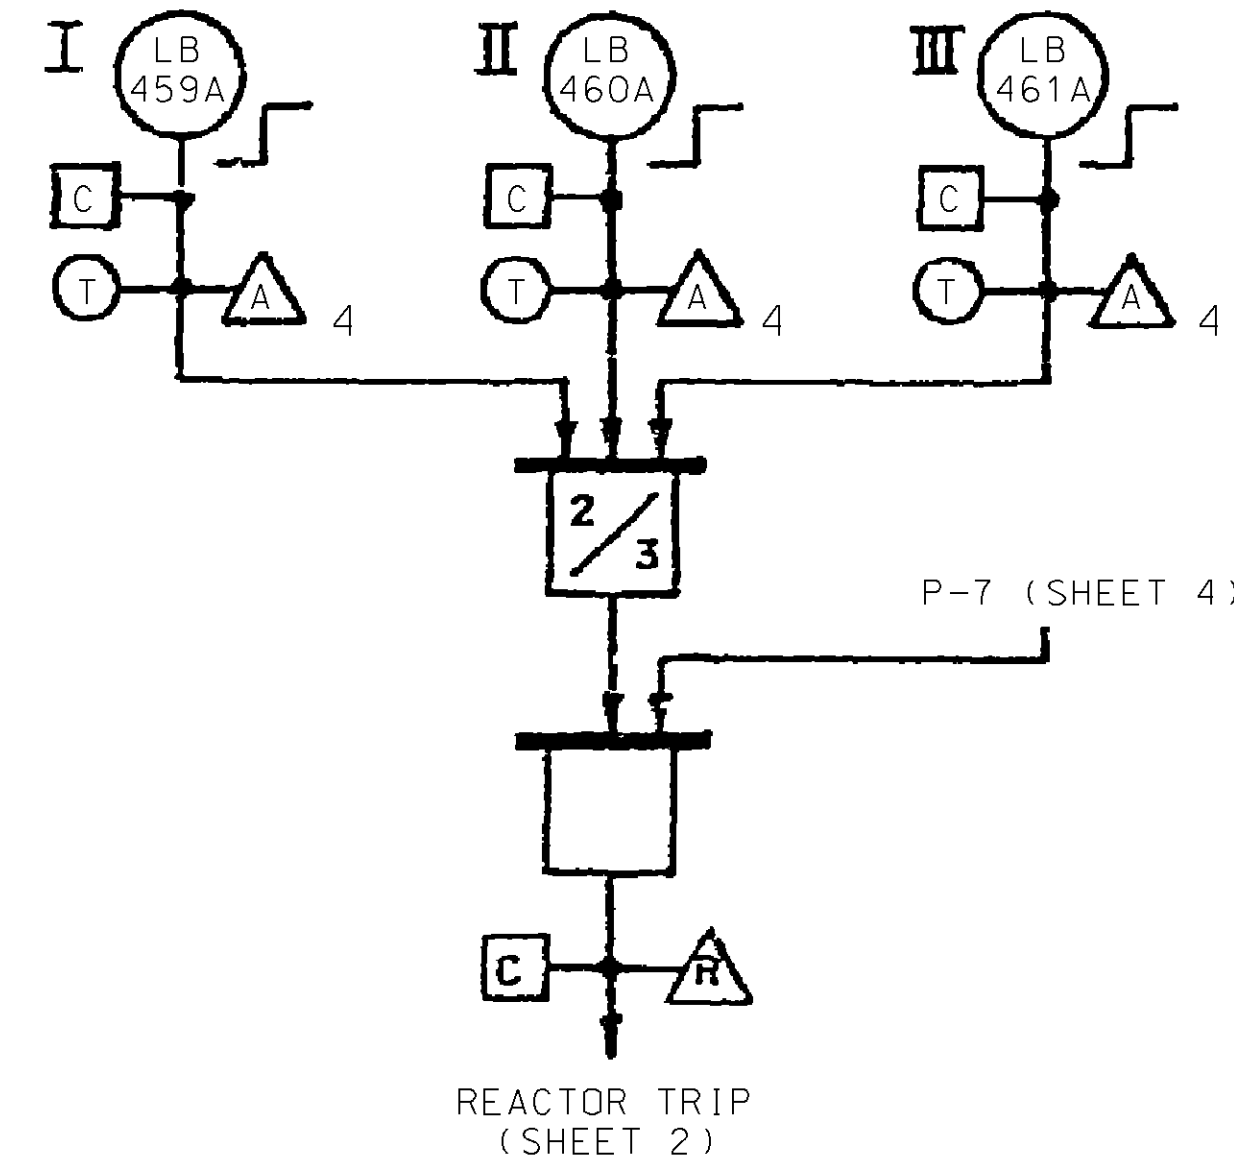 I
LB
459A
II
LB
460A
III
LB
461A
C
C
C
T
A
4
T
A
4
T
A
4
2/3
P-7 (SHEET 4)
C
R
REACTOR TRIP
(SHEET 2)